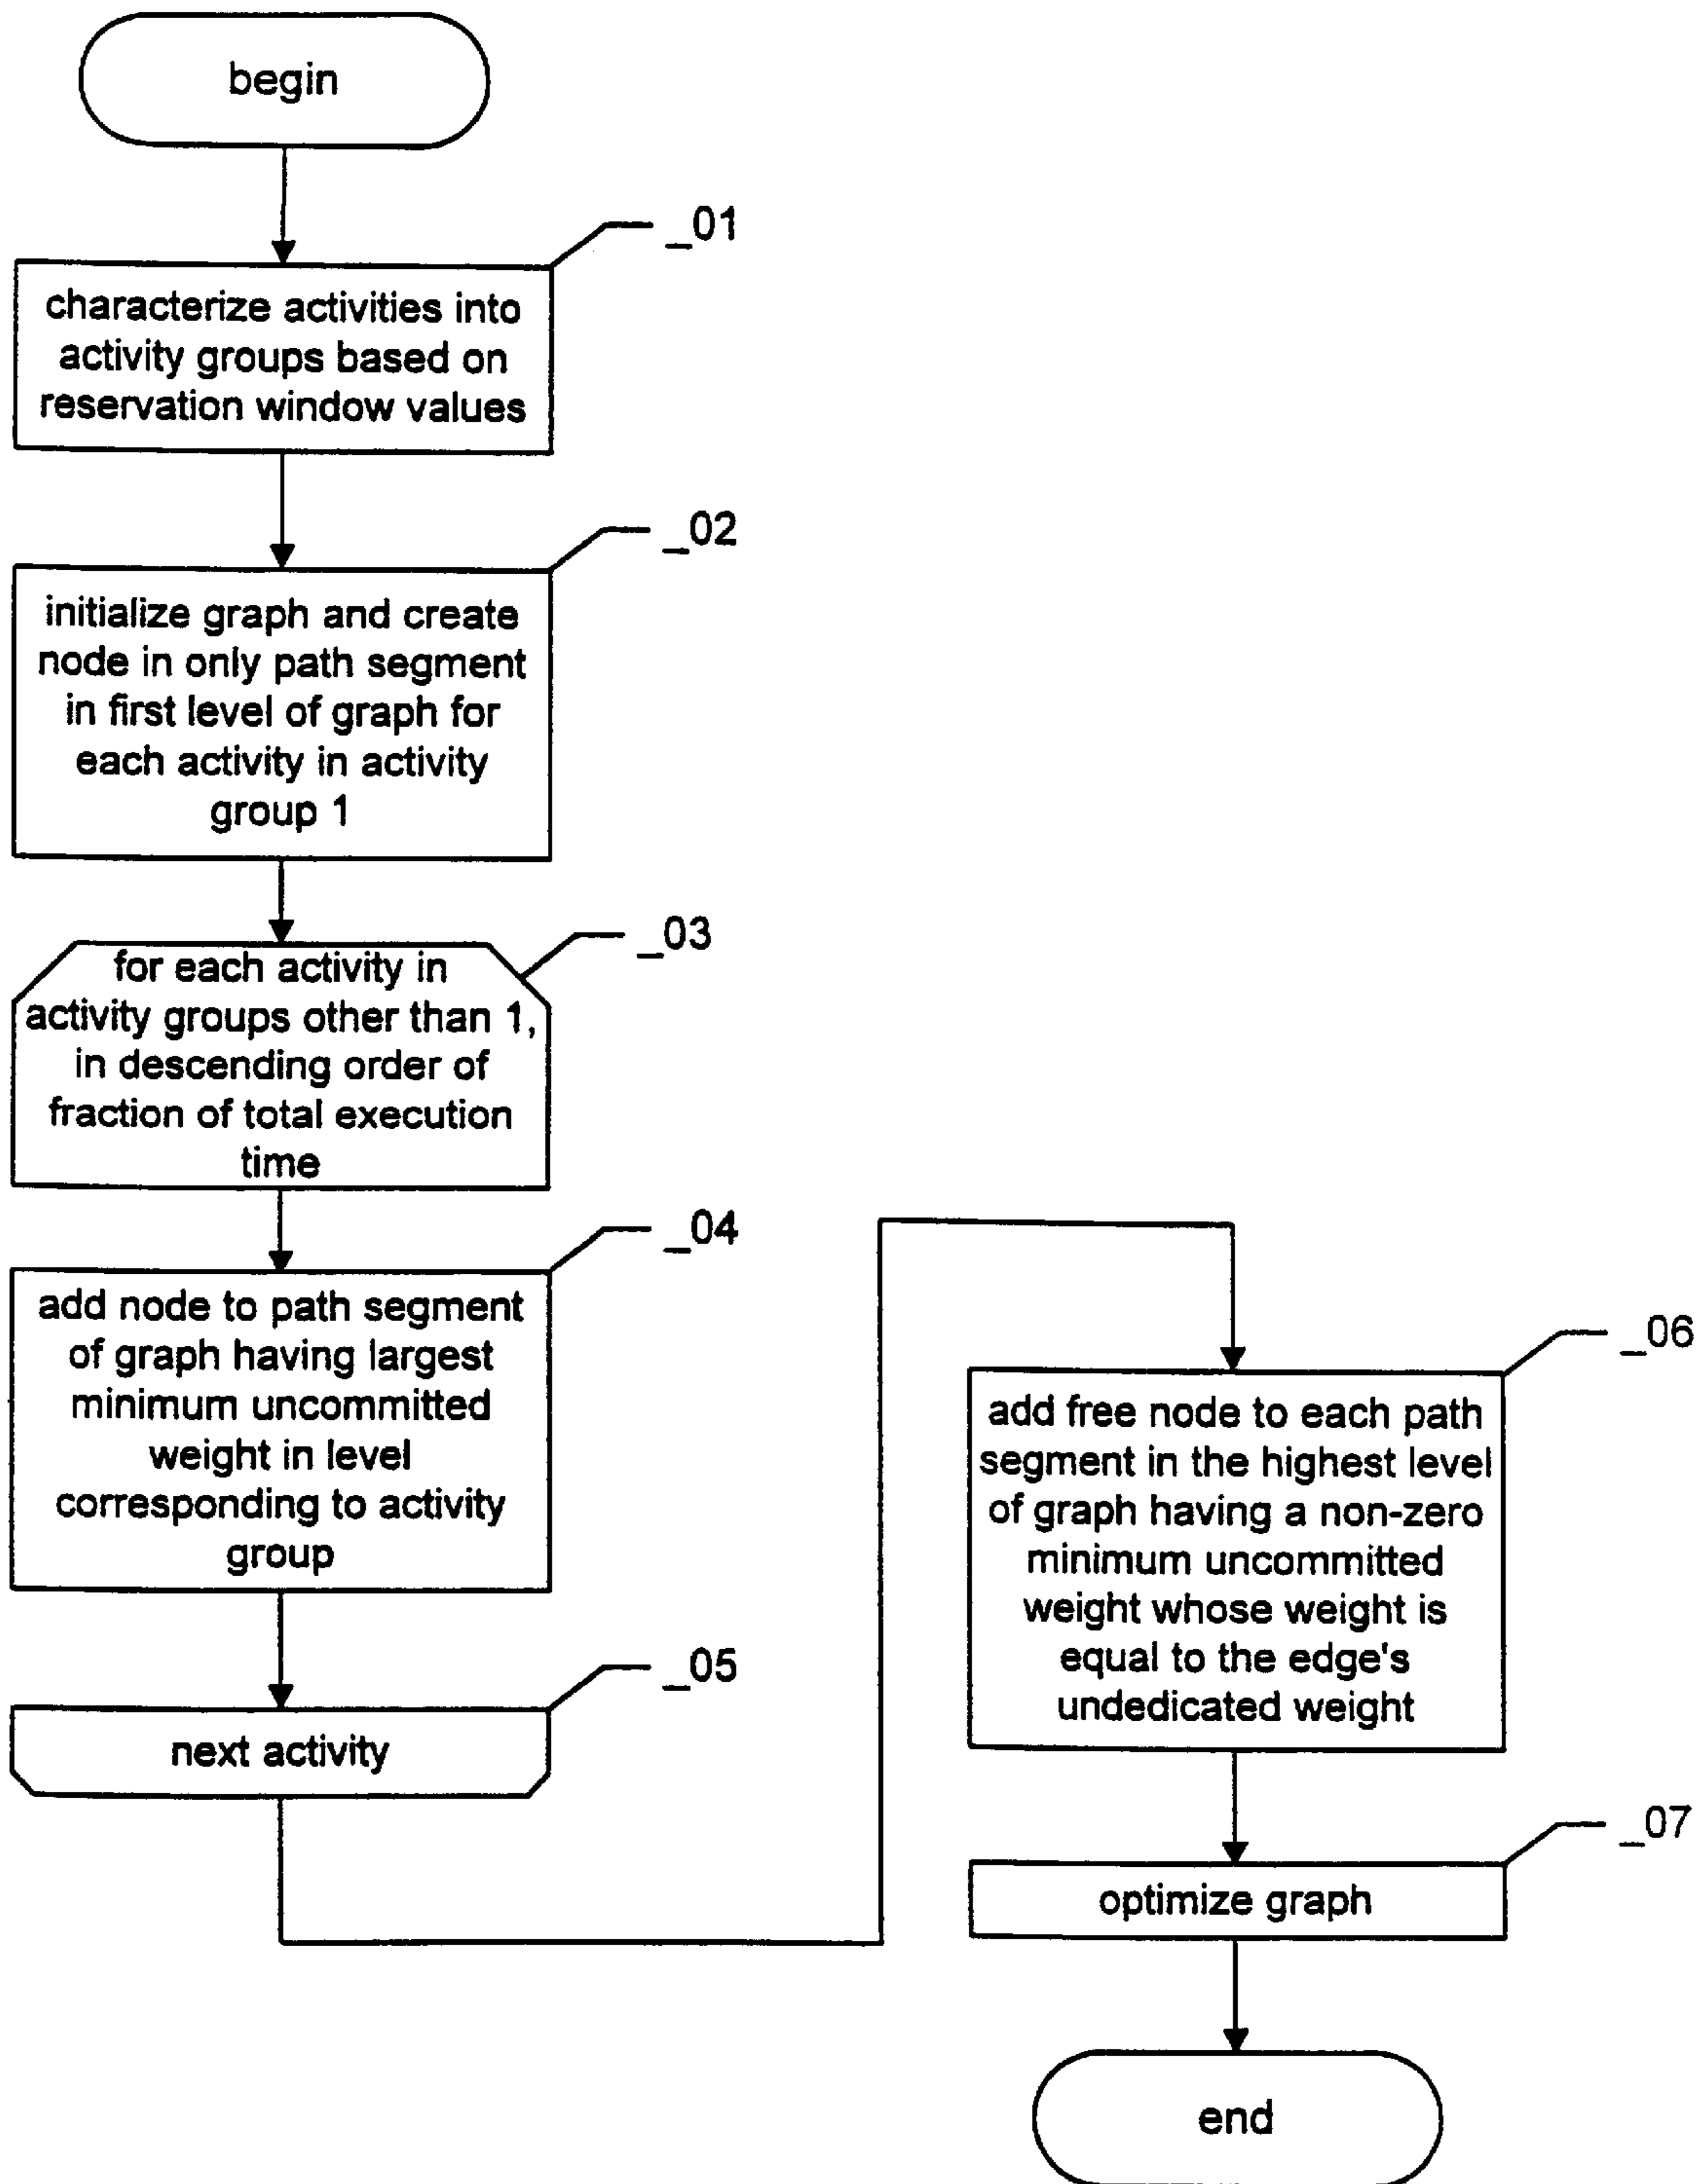 begin
_01
characterize activities into
activity groups based on
reservation window values
_02
initialize graph and create
node in only path segment
in first level of graph for
each activity in activity
group 1
_03
for each activity in
activity groups other than 1,
in descending order of
fraction of total execution
time
_04
add node to path segment
of graph having largest
minimum uncommitted
weight in level
corresponding to activity
group
_05
next activity
_06
add free node to each path
segment in the highest level
of graph having a non-zero
minimum uncommitted
weight whose weight is
equal to the edge's
undedicated weight
_07
optimize graph
end